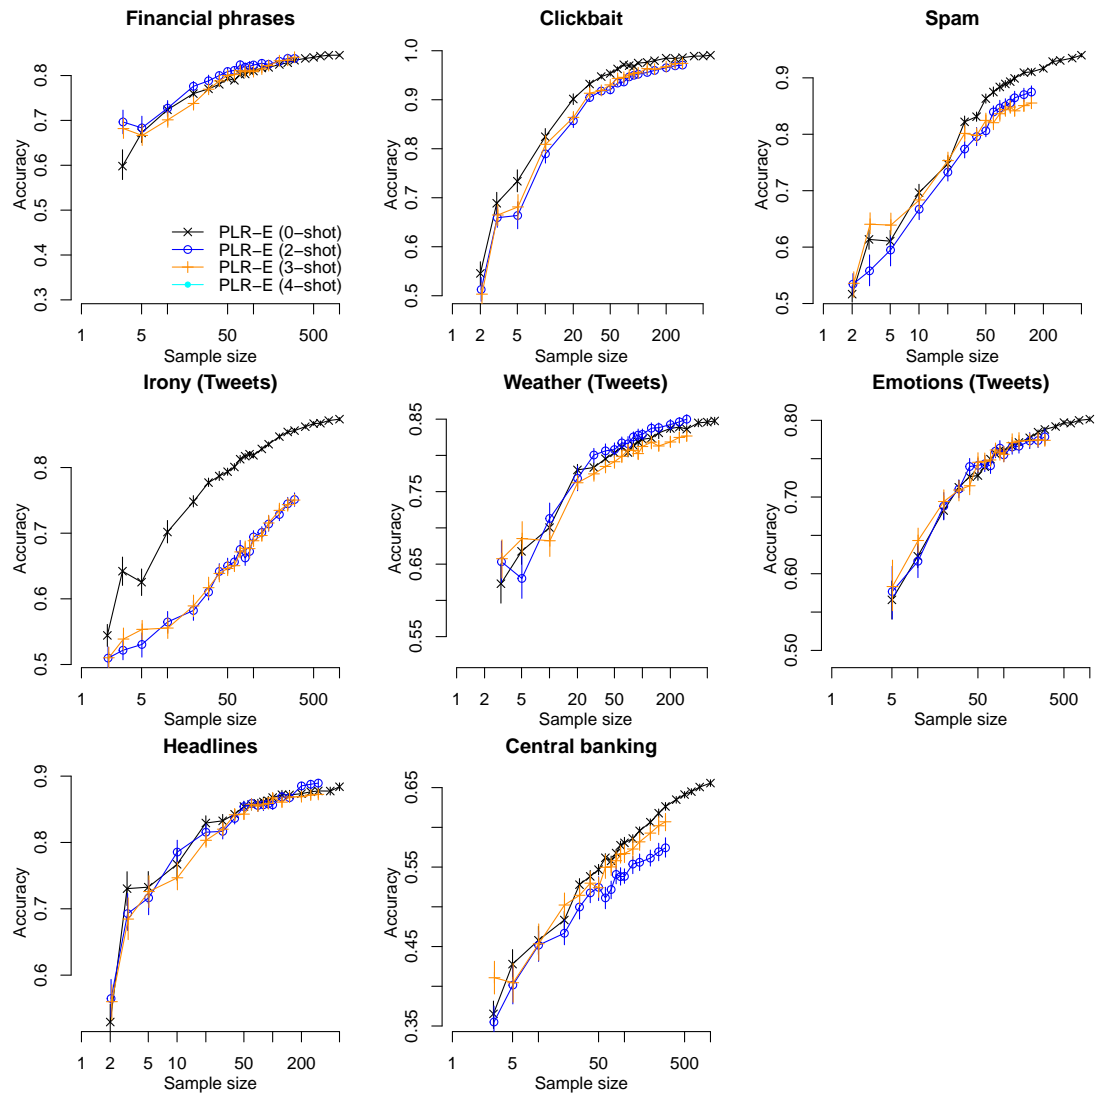 Financial phrases
Accuracy
0.3 0.4 0.5 0.6 0.7 0.8
PLR−E (0−shot)
PLR−E (2−shot)
PLR−E (3−shot)
PLR−E (4−shot)
1 5 50 500
Sample size
Clickbait
Accuracy
0.5 0.6 0.7 0.8 0.9 1.0
1 2 5 20 50 200
Sample size
Spam
Accuracy
0.5 0.6 0.7 0.8 0.9
1 2 5 10 50 200
Sample size
Irony (Tweets)
Accuracy
0.5 0.6 0.7 0.8
1 5 50 500
Sample size
Weather (Tweets)
Accuracy
0.55 0.65 0.75 0.85
1 2 5 20 50 200
Sample size
Emotions (Tweets)
Accuracy
0.50 0.60 0.70 0.80
1 5 50 500
Sample size
Headlines
Accuracy
0.6 0.7 0.8 0.9
1 2 5 10 50 200
Sample size
Central banking
Accuracy
0.35 0.45 0.55 0.65
1 5 50 500
Sample size